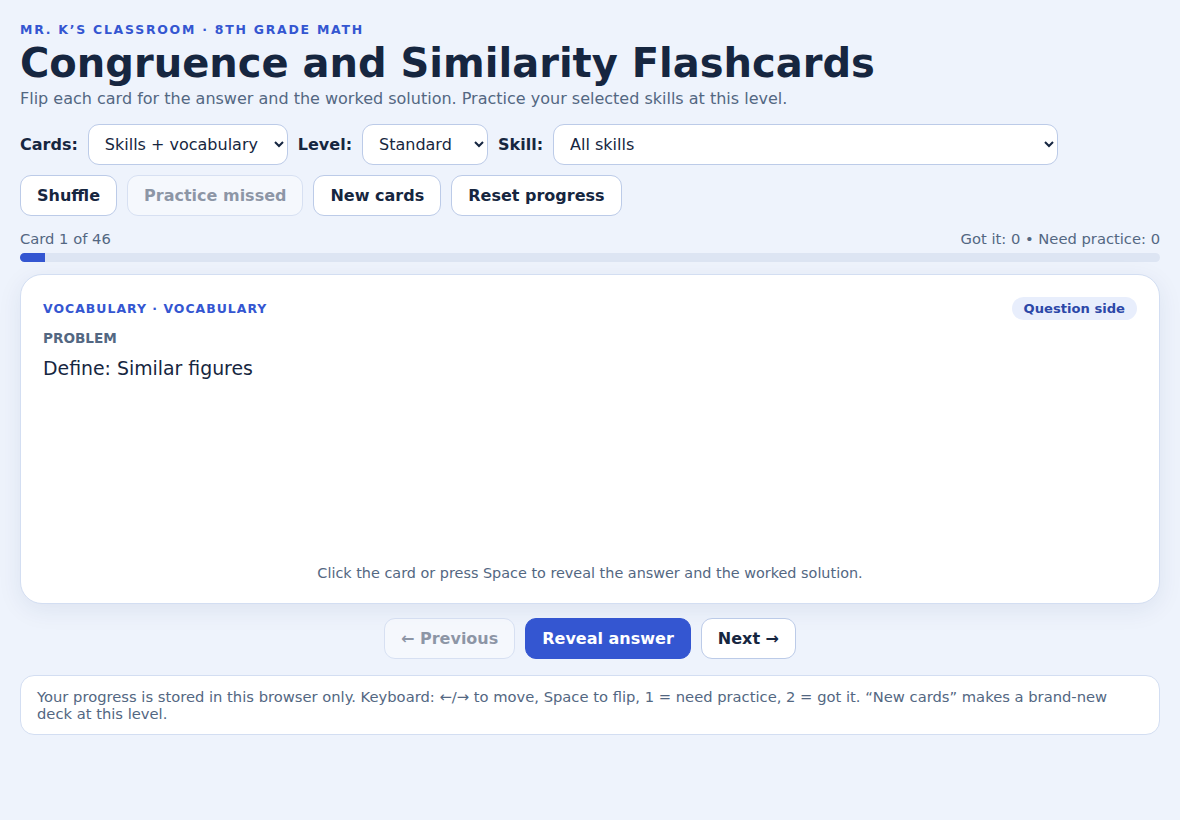 MR. K’S CLASSROOM · 8TH GRADE MATH
Congruence and Similarity Flashcards
Flip each card for the answer and the worked solution. Practice your selected skills at this level.
Cards: Skills + vocabulary Level: Standard Skill: All skills
Shuffle Practice missed New cards Reset progress
Card 1 of 46 Got it: 0 • Need practice: 0
VOCABULARY · VOCABULARY Question side
PROBLEM
Define: Similar figures
Click the card or press Space to reveal the answer and the worked solution.
← Previous Reveal answer Next →
Your progress is stored in this browser only. Keyboard: ←/→ to move, Space to flip, 1 = need practice, 2 = got it. “New cards” makes a brand-new
deck at this level.